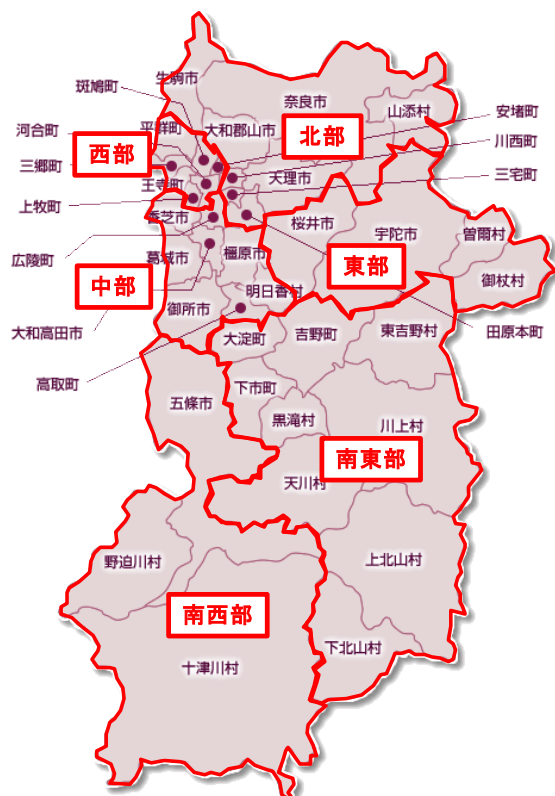 斑鳩町
生駒市
奈良市
山添村
安堵町
河合町
平群町
大和郡山市
北部
川西町
西部
三郷町
王寺町
天理市
三宅町
上牧町
香芝市
桜井市
宇陀市
曽爾村
広陵町
葛城市
橿原市
東部
御杖村
中部
明日香村
御所市
大和高田市
大淀町
吉野町
東吉野村
田原本町
高取町
五條市
下市町
黒滝村
川上村
南東部
天川村
野迫川村
上北山村
南西部
下北山村
十津川村